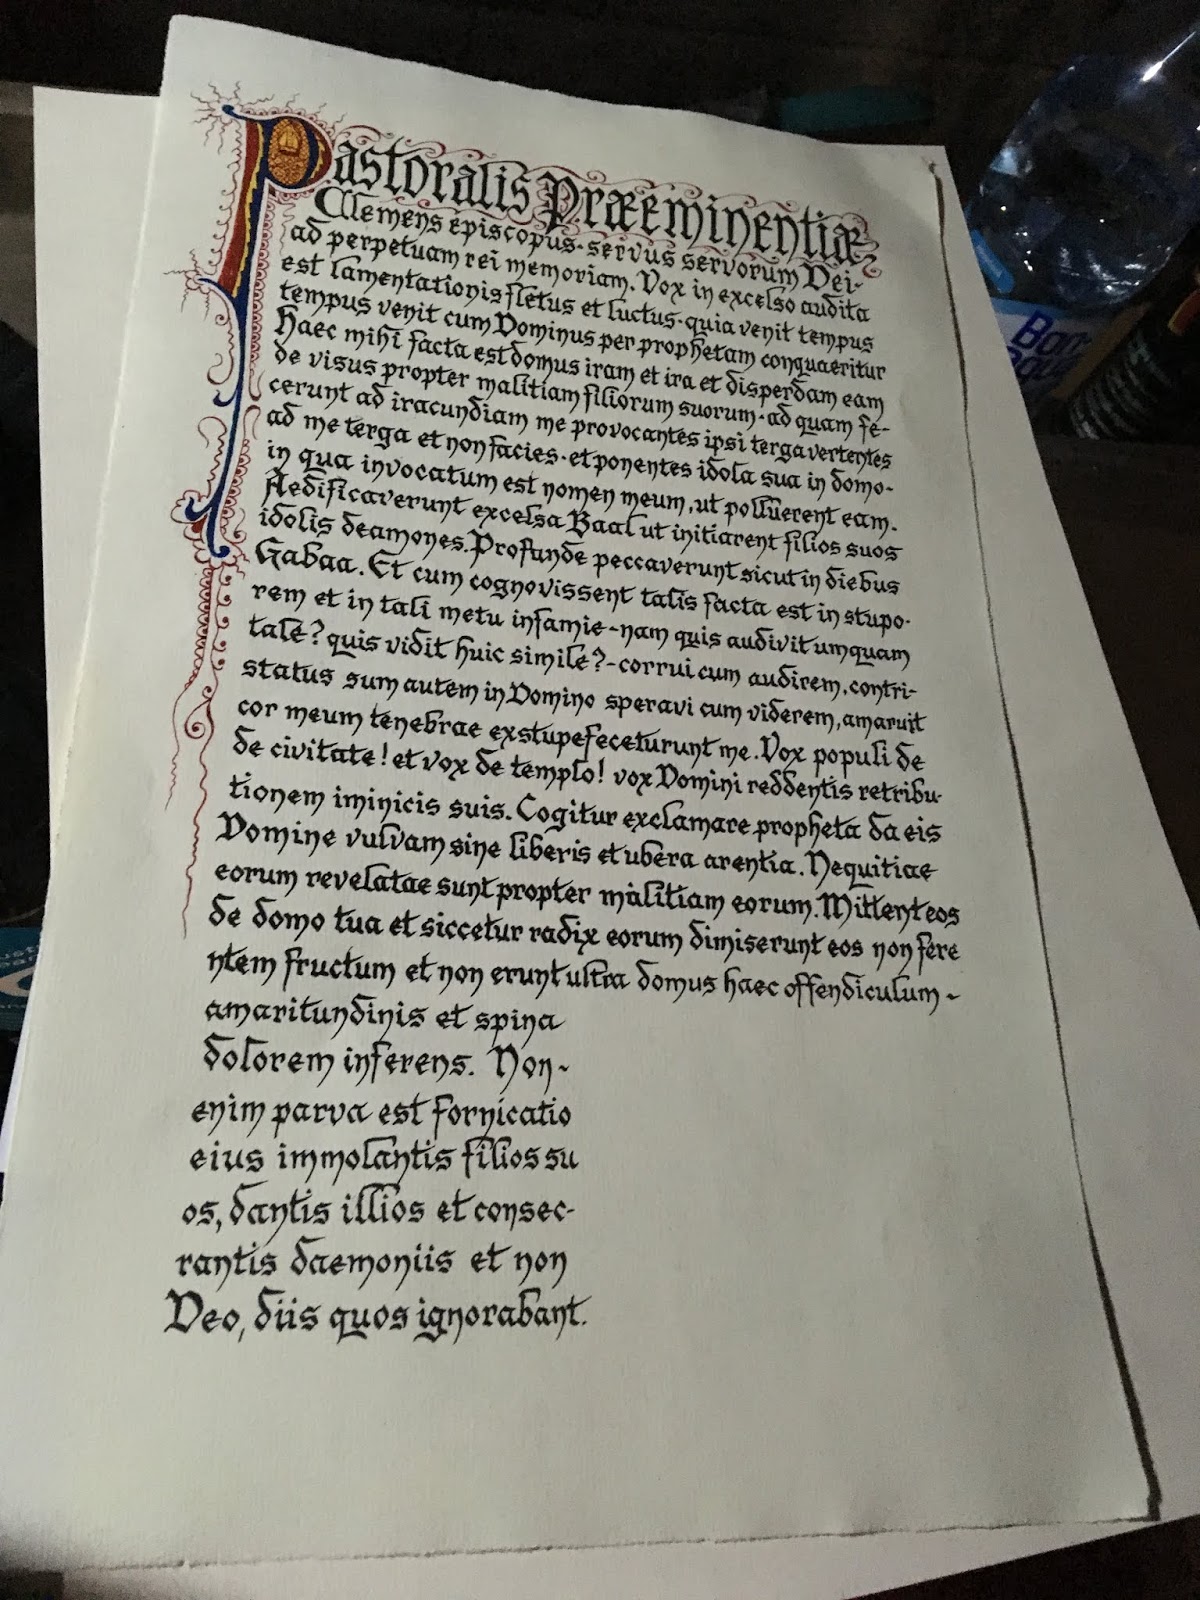 Pastoralis Præeminentiæ
Clemens episcopus · servus servorum Dei-
ad perpetuam rei memoriam. Vox in excelso audita
est lamentationis fletus et luctus · quia venit tempus
tempus venit cum Dominus per prophetam conquaeritur
haec mihi facta est domus iram et ira et disperdam eam
de visus propter malitiam filiorum suorum · ad quam fe-
cerunt ad iracundiam me provocantes ipsi terga vertentes
ad me terga et non facies · et ponentes idola sua in domo-
in qua invocatum est nomen meum, ut polluerent eam.
Aedificaverunt excelsa Baal ut initiarent filios suos
idolis deamones. Profunde peccaverunt sicut in diebus
Gabaa. Et cum cognovissent talis facta est in stupo-
rem et in tali metu infamie - nam quis audivit umquam
tale? quis vidit huic simile? - corrui cum audirem, contri-
status sum autem in Domino speravi cum viderem, amaruit
cor meum tenebrae exstupefeceturunt me. Vox populi de
de civitate! et vox de templo! vox Domini reddentis retribu-
tionem iminicis suis. Cogitur exclamare propheta da eis
Domine vulvam sine liberis et ubera arentia. Nequitiae
eorum revelatae sunt propter malitiam eorum. Mittent eos
de domo tua et siccetur radix eorum dimiserunt eos non fere
ntem fructum et non erunt ultra domus haec offendiculum -
amaritundinis et spina
dolorem inferens. Non-
enim parva est fornicatio
eius immolantis filios su
os, dantis illios et consec-
rantis daemoniis et non
Deo, diis quos ignorabant.